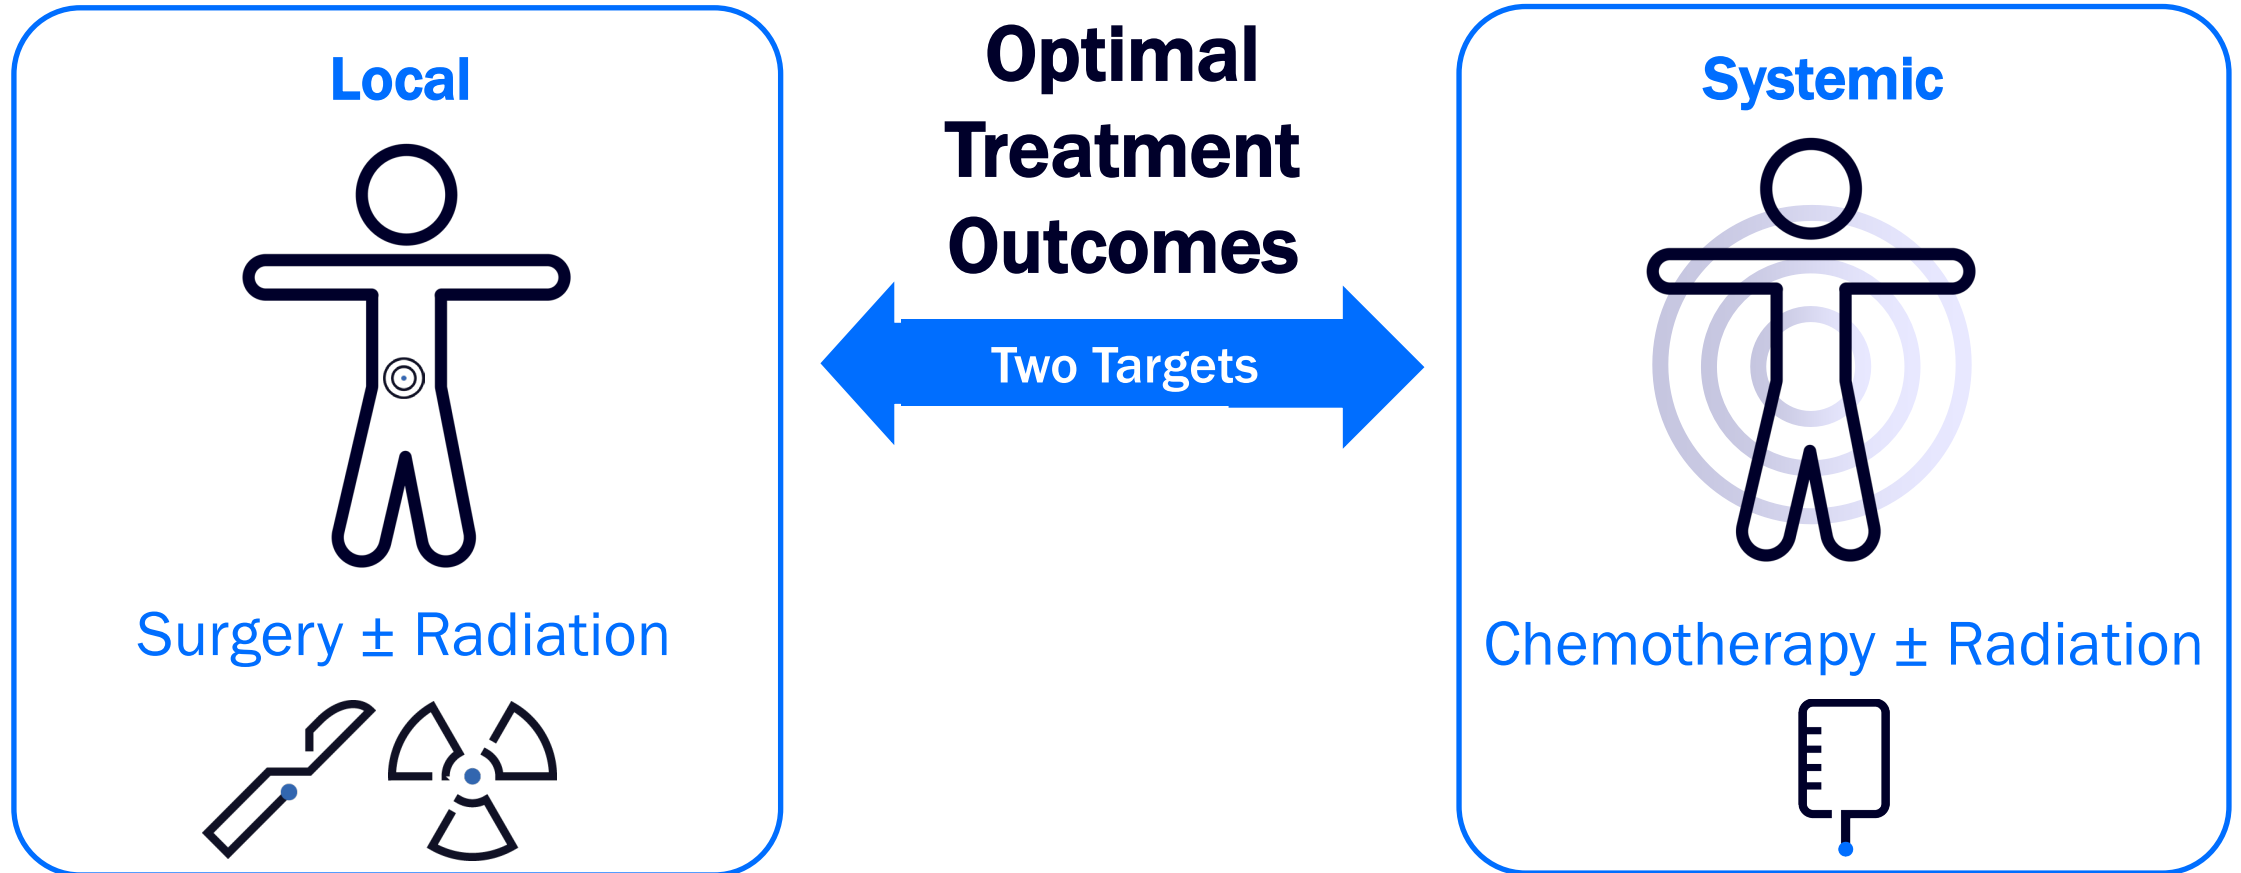 Local
Surgery ± Radiation
Optimal
Treatment
Outcomes
Two Targets
Systemic
Chemotherapy ± Radiation